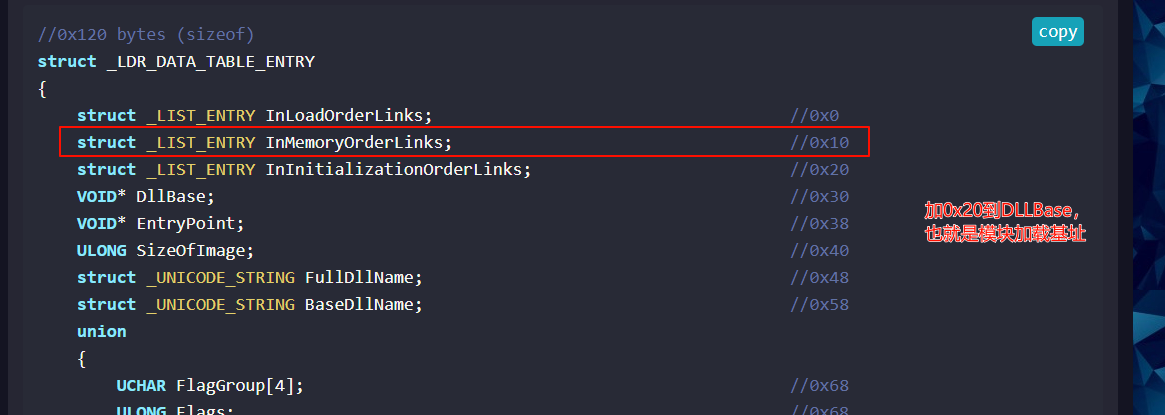 //0x120 bytes (sizeof)
copy
struct _LDR_DATA_TABLE_ENTRY
{
    struct _LIST_ENTRY InLoadOrderLinks; //0x0
    struct _LIST_ENTRY InMemoryOrderLinks; //0x10
    struct _LIST_ENTRY InInitializationOrderLinks; //0x20
    VOID* DllBase; //0x30
    VOID* EntryPoint; //0x38
    ULONG SizeOfImage; //0x40
    struct _UNICODE_STRING FullDllName; //0x48
    struct _UNICODE_STRING BaseDllName; //0x58
    union
    {
        UCHAR FlagGroup[4]; //0x68
        ULONG Flags; //0x68
加0x20到DLLBase，
也就是模块加载基址